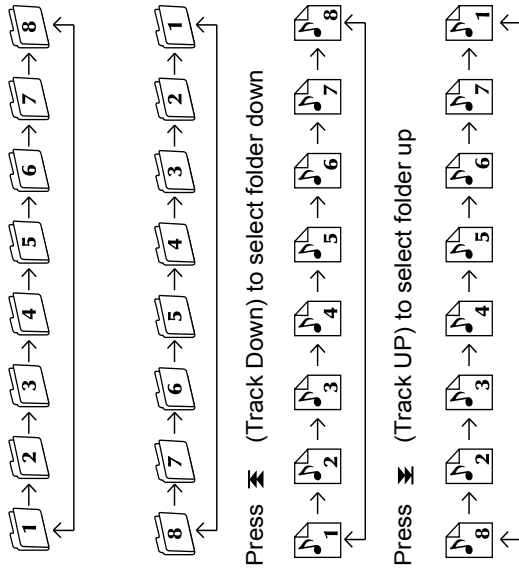 1 2 3 4 5 6 7 8
8 7 6 5 4 3 2 1
Press (Track Down) to select folder down
1 2 3 4 5 6 7 8
Press (Track UP) to select folder up
8 2 3 4 5 6 7 1